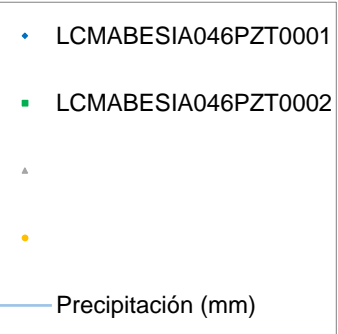 LCMABESIA046PZT0001
LCMABESIA046PZT0002
Precipitación (mm)